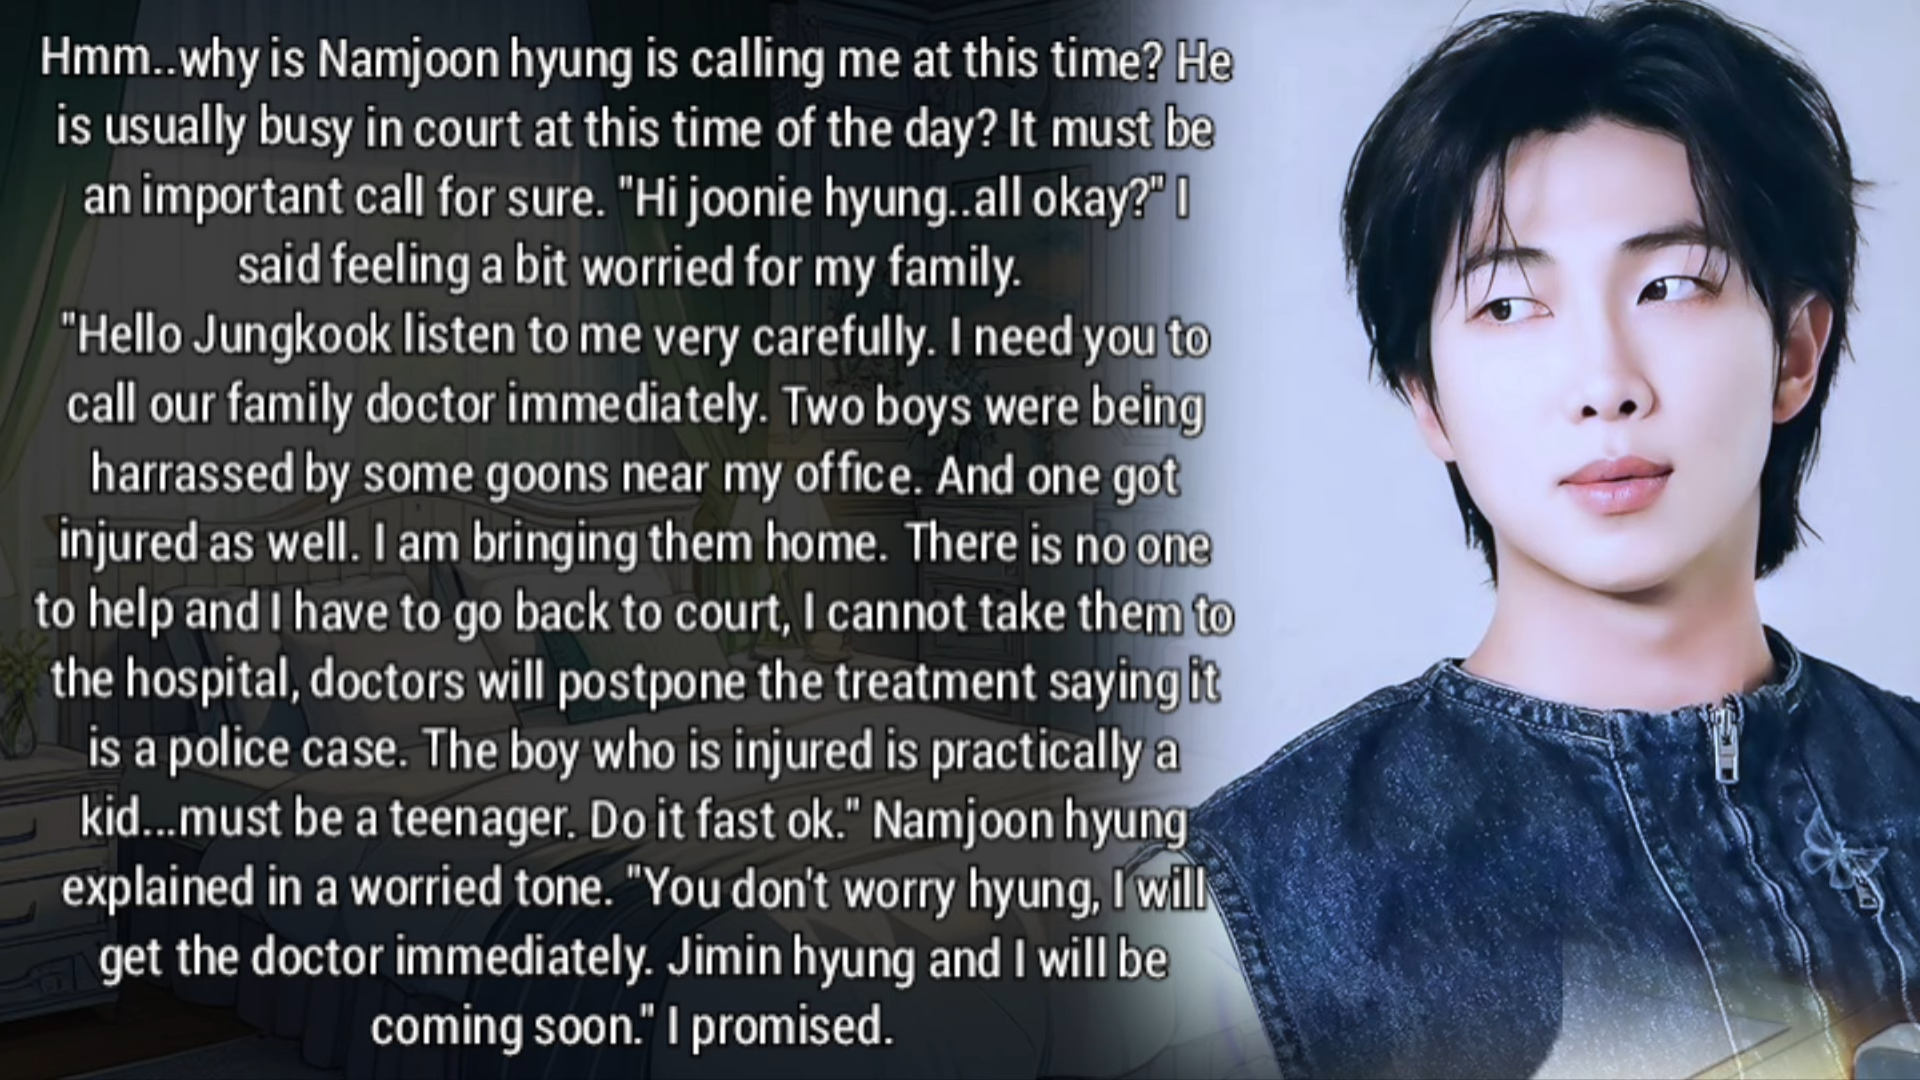 Hmm..why is Namjoon hyung is calling me at this time? He
is usually busy in court at this time of the day? It must be
an important call for sure. "Hi joonie hyung..all okay?" I
said feeling a bit worried for my family.
"Hello Jungkook listen to me very carefully. I need you to
call our family doctor immediately. Two boys were being
harrassed by some goons near my office. And one got
injured as well. I am bringing them home. There is no one
to help and I have to go back to court, I cannot take them to
the hospital, doctors will postpone the treatment saying it
is a police case. The boy who is injured is practically a
kid...must be a teenager. Do it fast ok." Namjoon hyung
explained in a worried tone. "You don't worry hyung, I will
get the doctor immediately. Jimin hyung and I will be
coming soon." I promised.